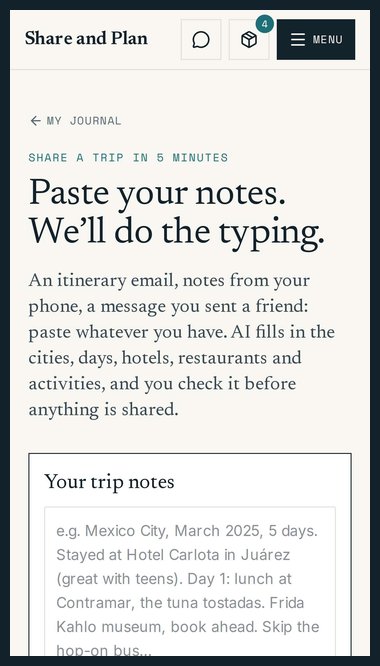 Share and Plan
4
MENU
MY JOURNAL
SHARE A TRIP IN 5 MINUTES
Paste your notes.
We’ll do the typing.
An itinerary email, notes from your
phone, a message you sent a friend:
paste whatever you have. AI fills in the
cities, days, hotels, restaurants and
activities, and you check it before
anything is shared.
Your trip notes
e.g. Mexico City, March 2025, 5 days.
Stayed at Hotel Carlota in Juárez
(great with teens). Day 1: lunch at
Contramar, the tuna tostadas. Frida
Kahlo museum, book ahead. Skip the
hop-on bus...